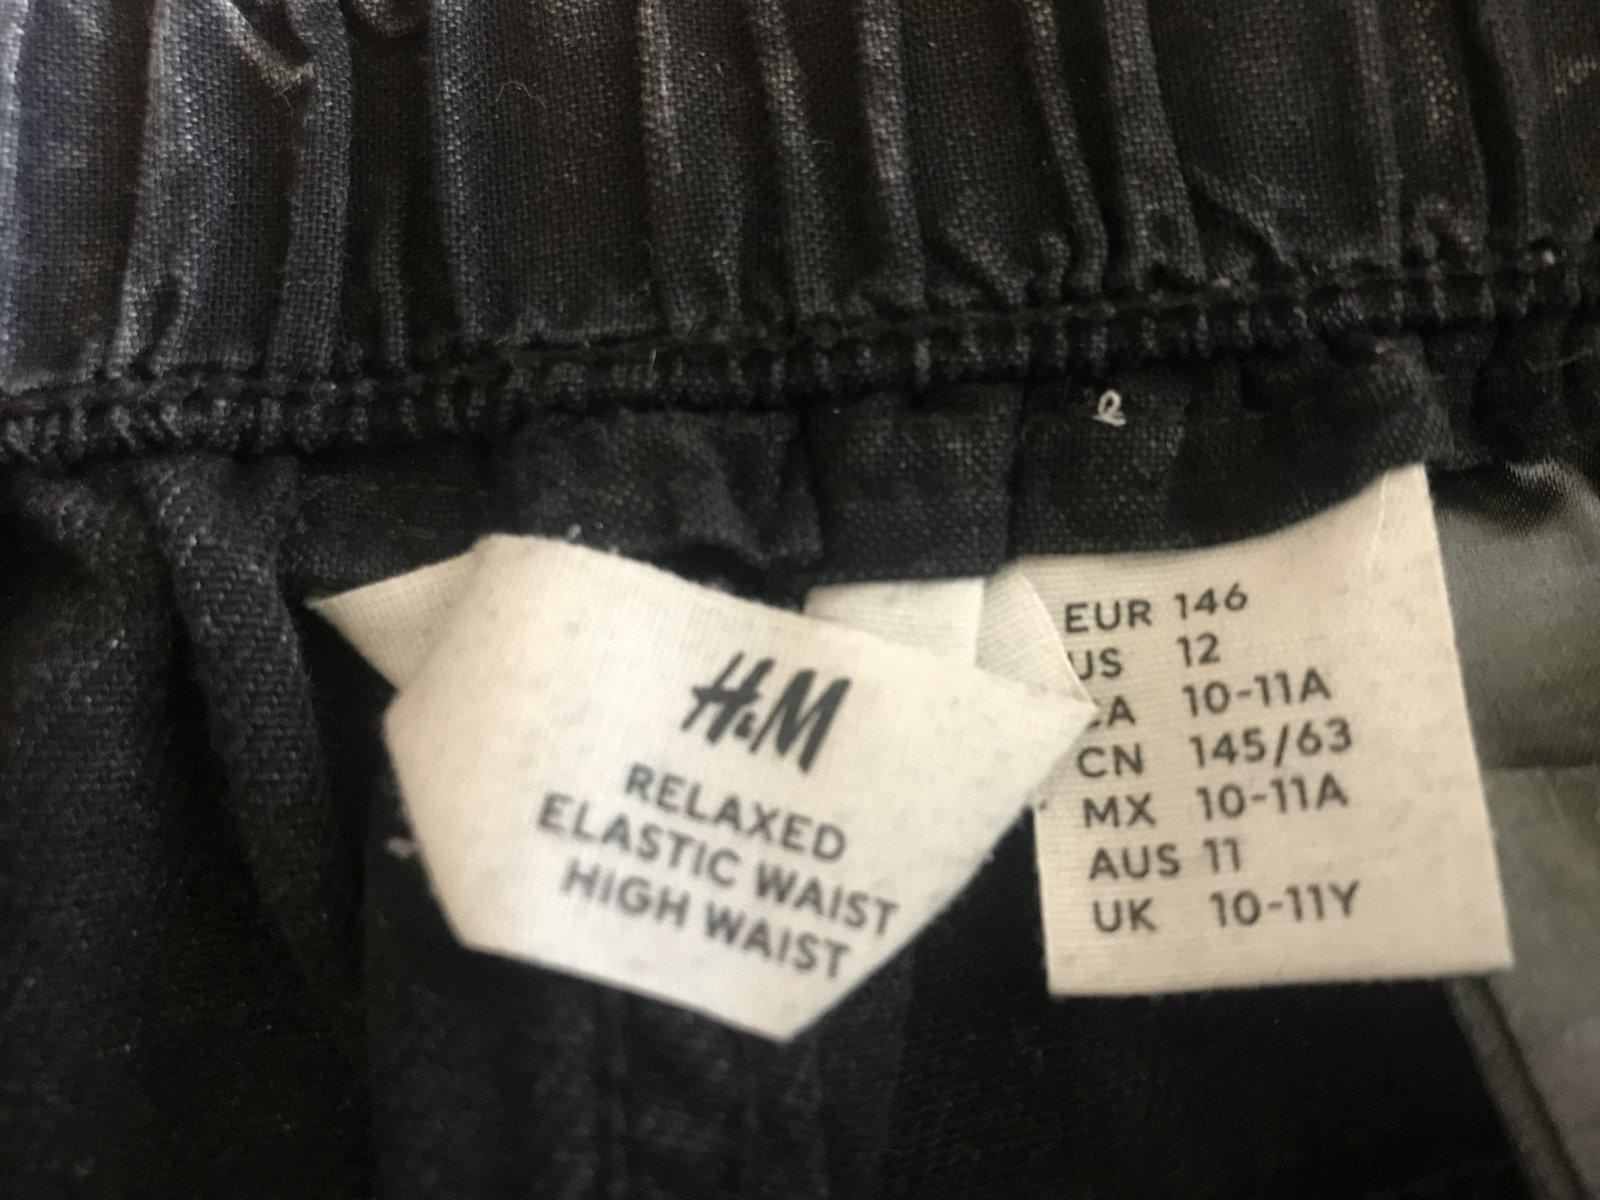 H&M
RELAXED
ELASTIC WAIST
HIGH WAIST
EUR 146
US 12
CA 10-11A
CN 145/63
MX 10-11A
AUS 11
UK 10-11Y